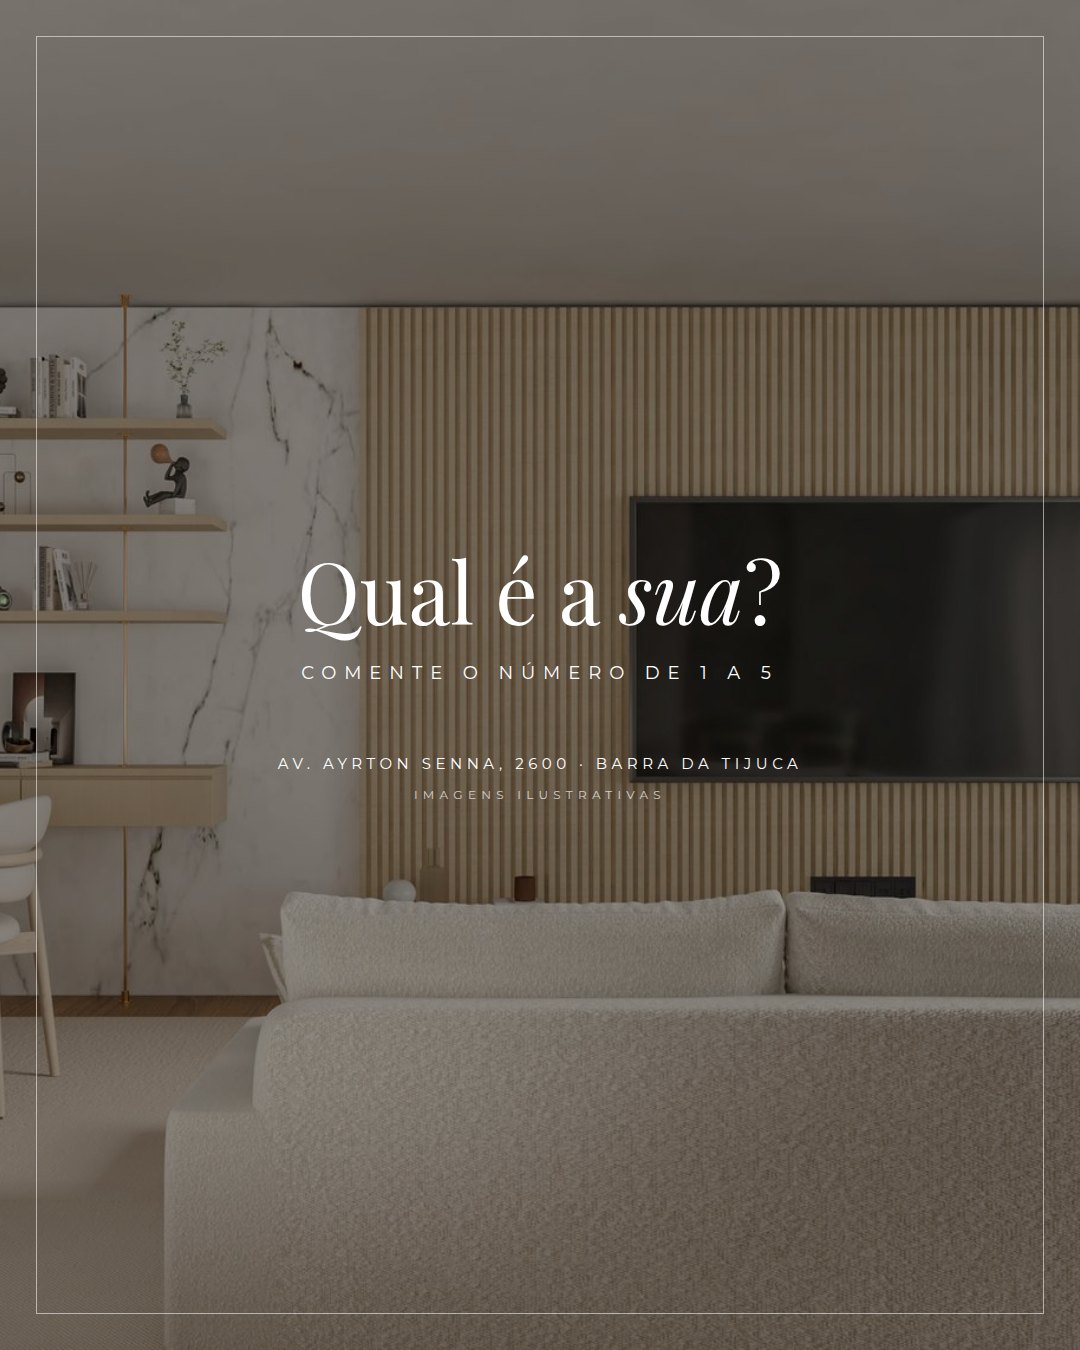 Qual é a sua?
COMENTE O NÚMERO DE 1 A 5
AV. AYRTON SENNA, 2600 · BARRA DA TIJUCA
IMAGENS ILUSTRATIVAS